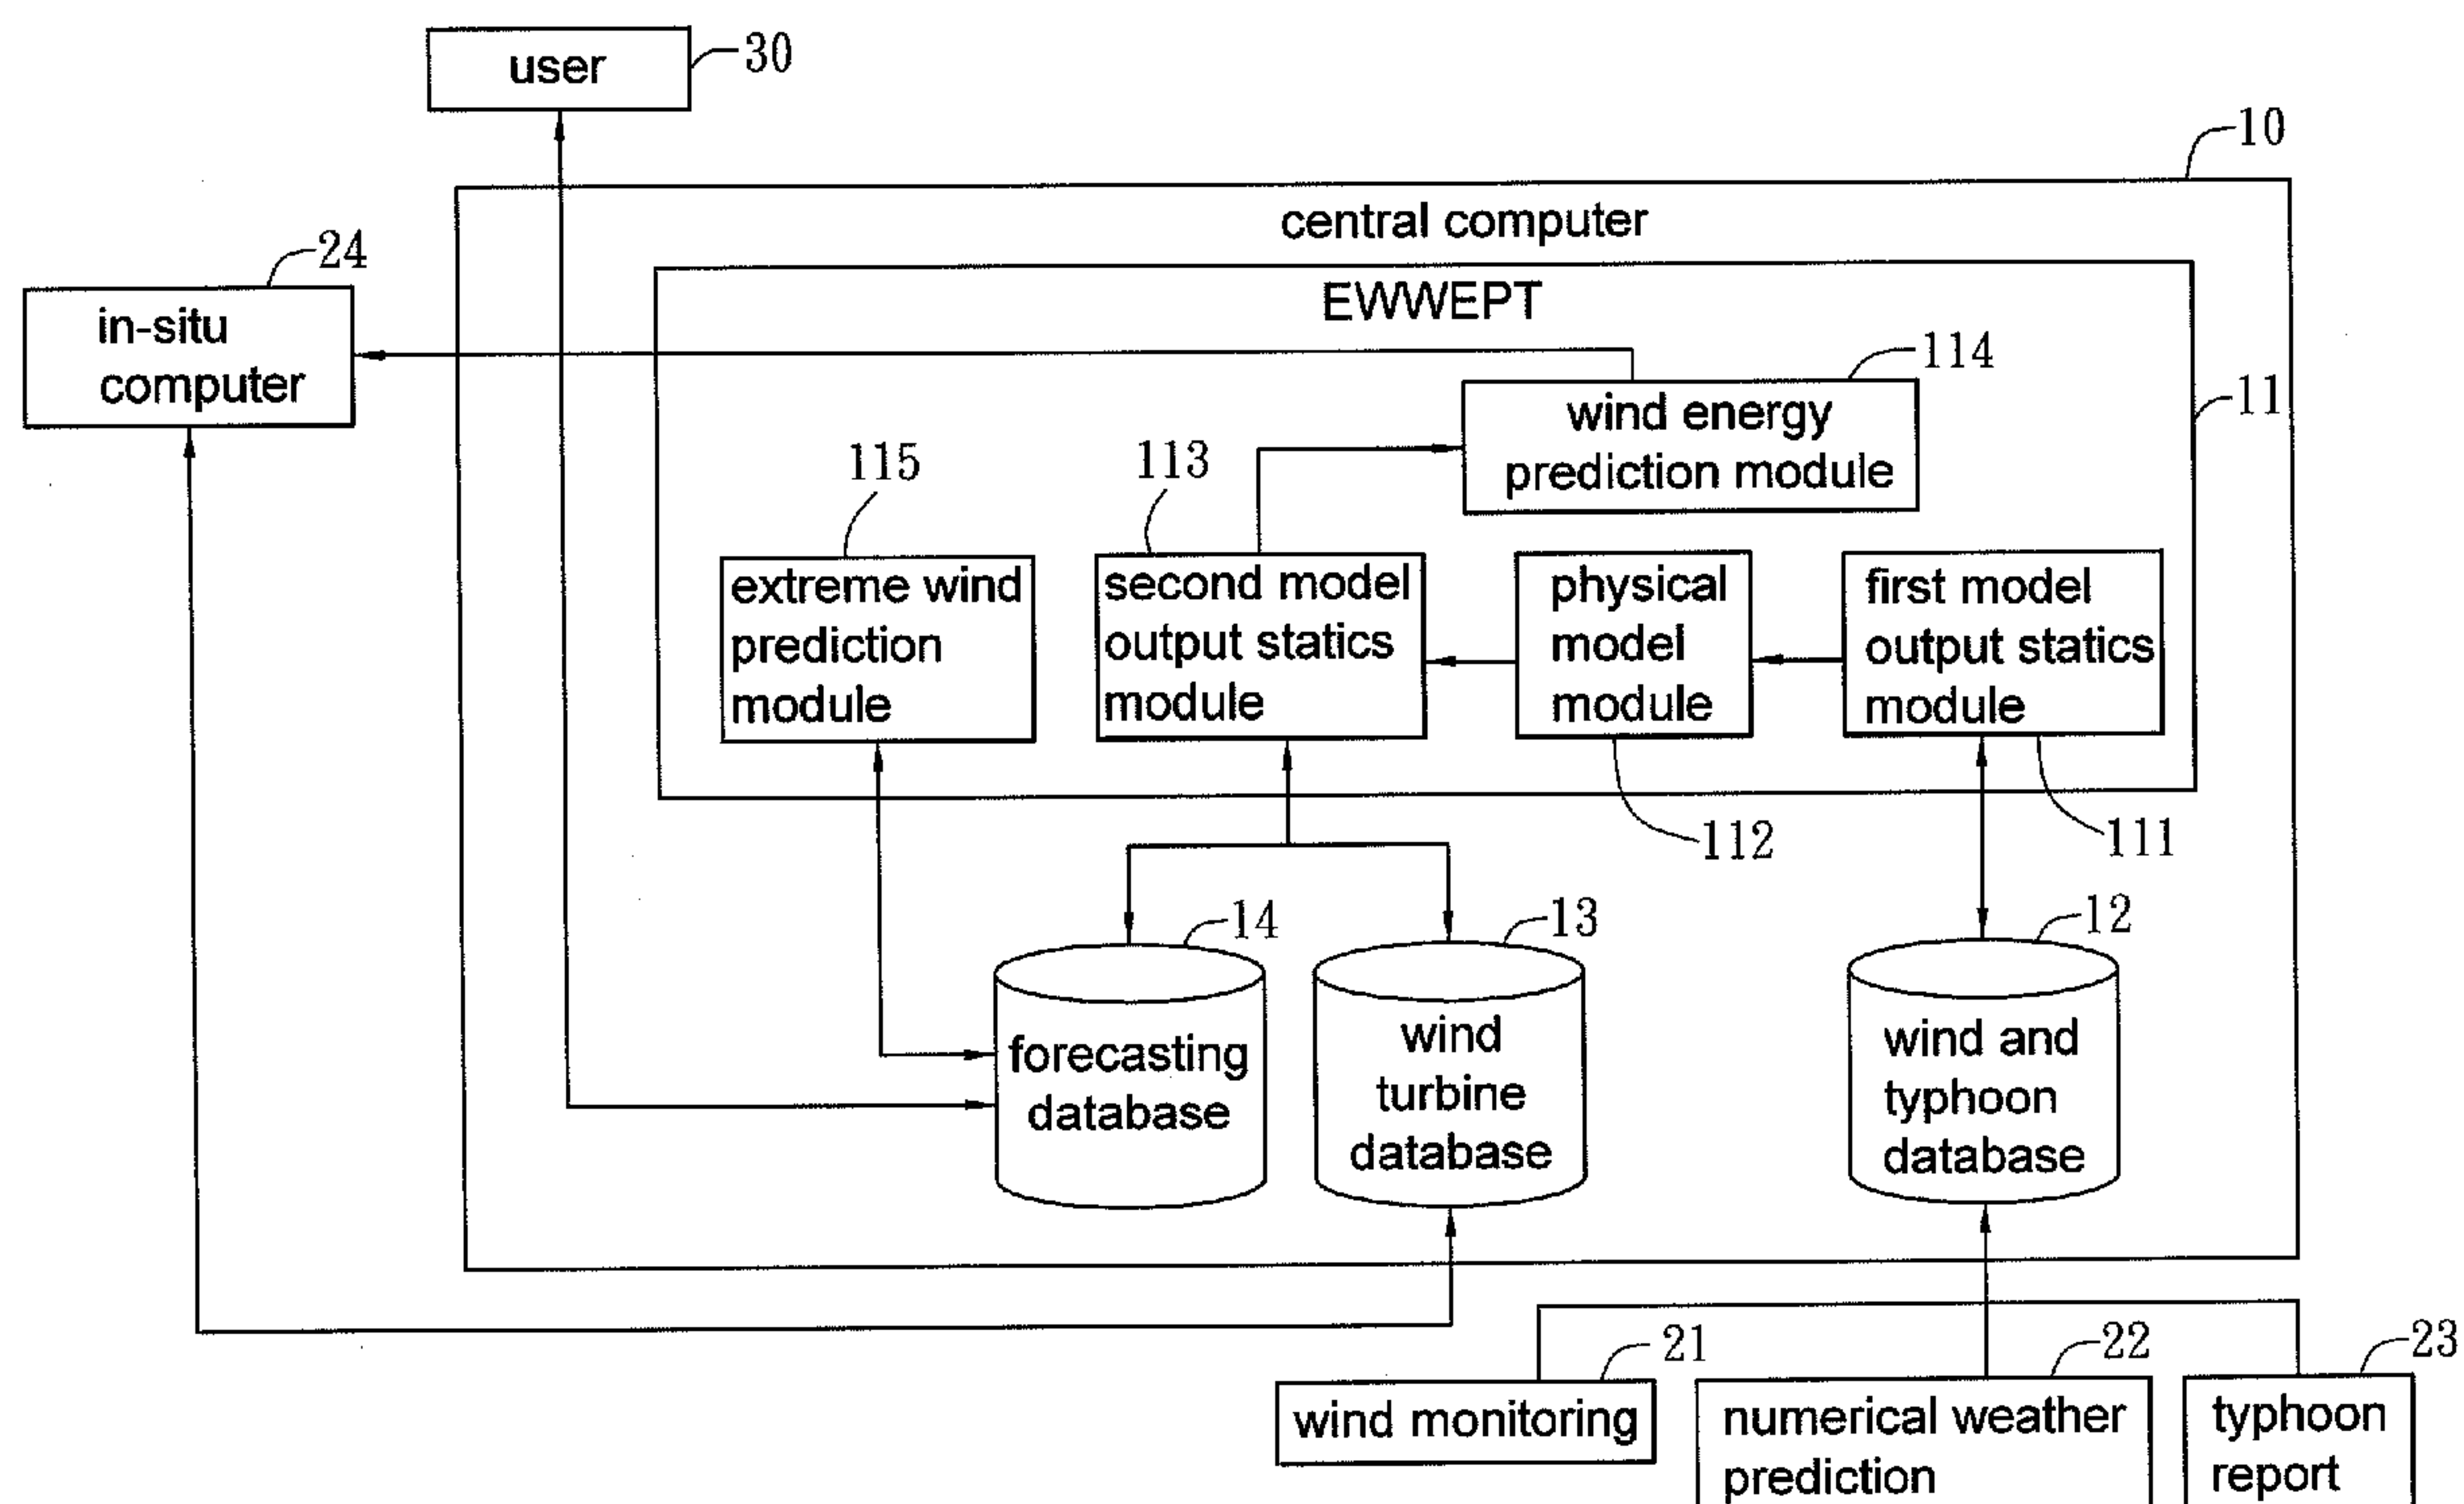 user
30
10
central computer
24
in-situ
computer
EWWEPT
114
wind energy
prediction module
11
115
113
extreme wind
prediction
module
second model
output statics
module
physical
model
module
first model
output statics
module
112
111
14
13
12
forecasting
database
wind
turbine
database
wind and
typhoon
database
21
22
23
wind monitoring
numerical weather
prediction
typhoon
report